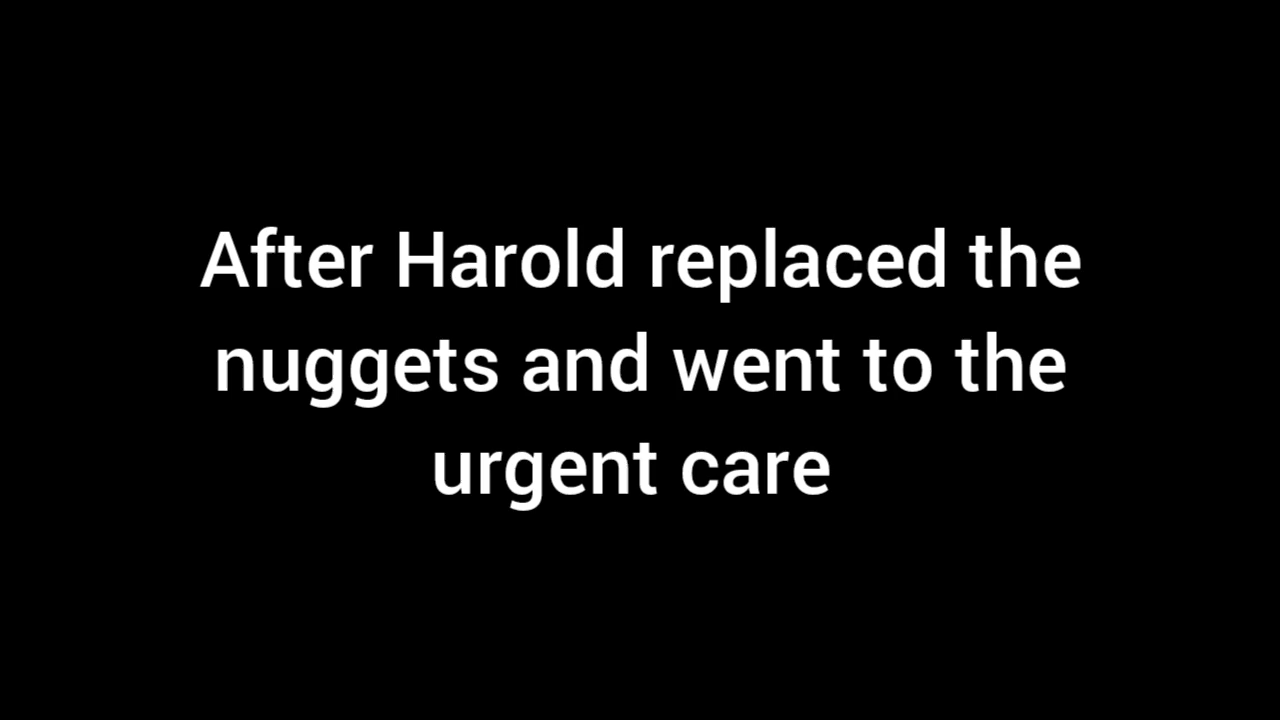 After Harold replaced the
nuggets and went to the
urgent care